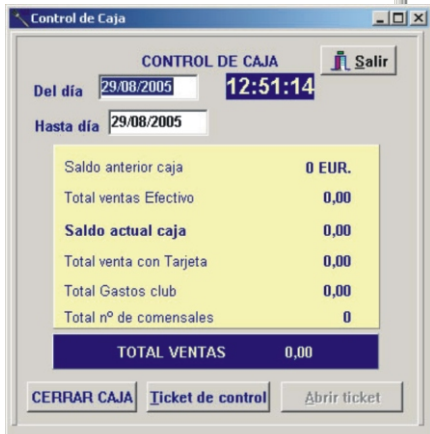 Control de Caja
CONTROL DE CAJA
Salir
Del día 29/08/2005 12:51:14
Hasta día 29/08/2005
Saldo anterior caja 0 EUR.
Total ventas Efectivo 0,00
Saldo actual caja 0,00
Total venta con Tarjeta 0,00
Total Gastos club 0,00
Total nº de comensales 0
TOTAL VENTAS 0,00
CERRAR CAJA Ticket de control Abrir ticket